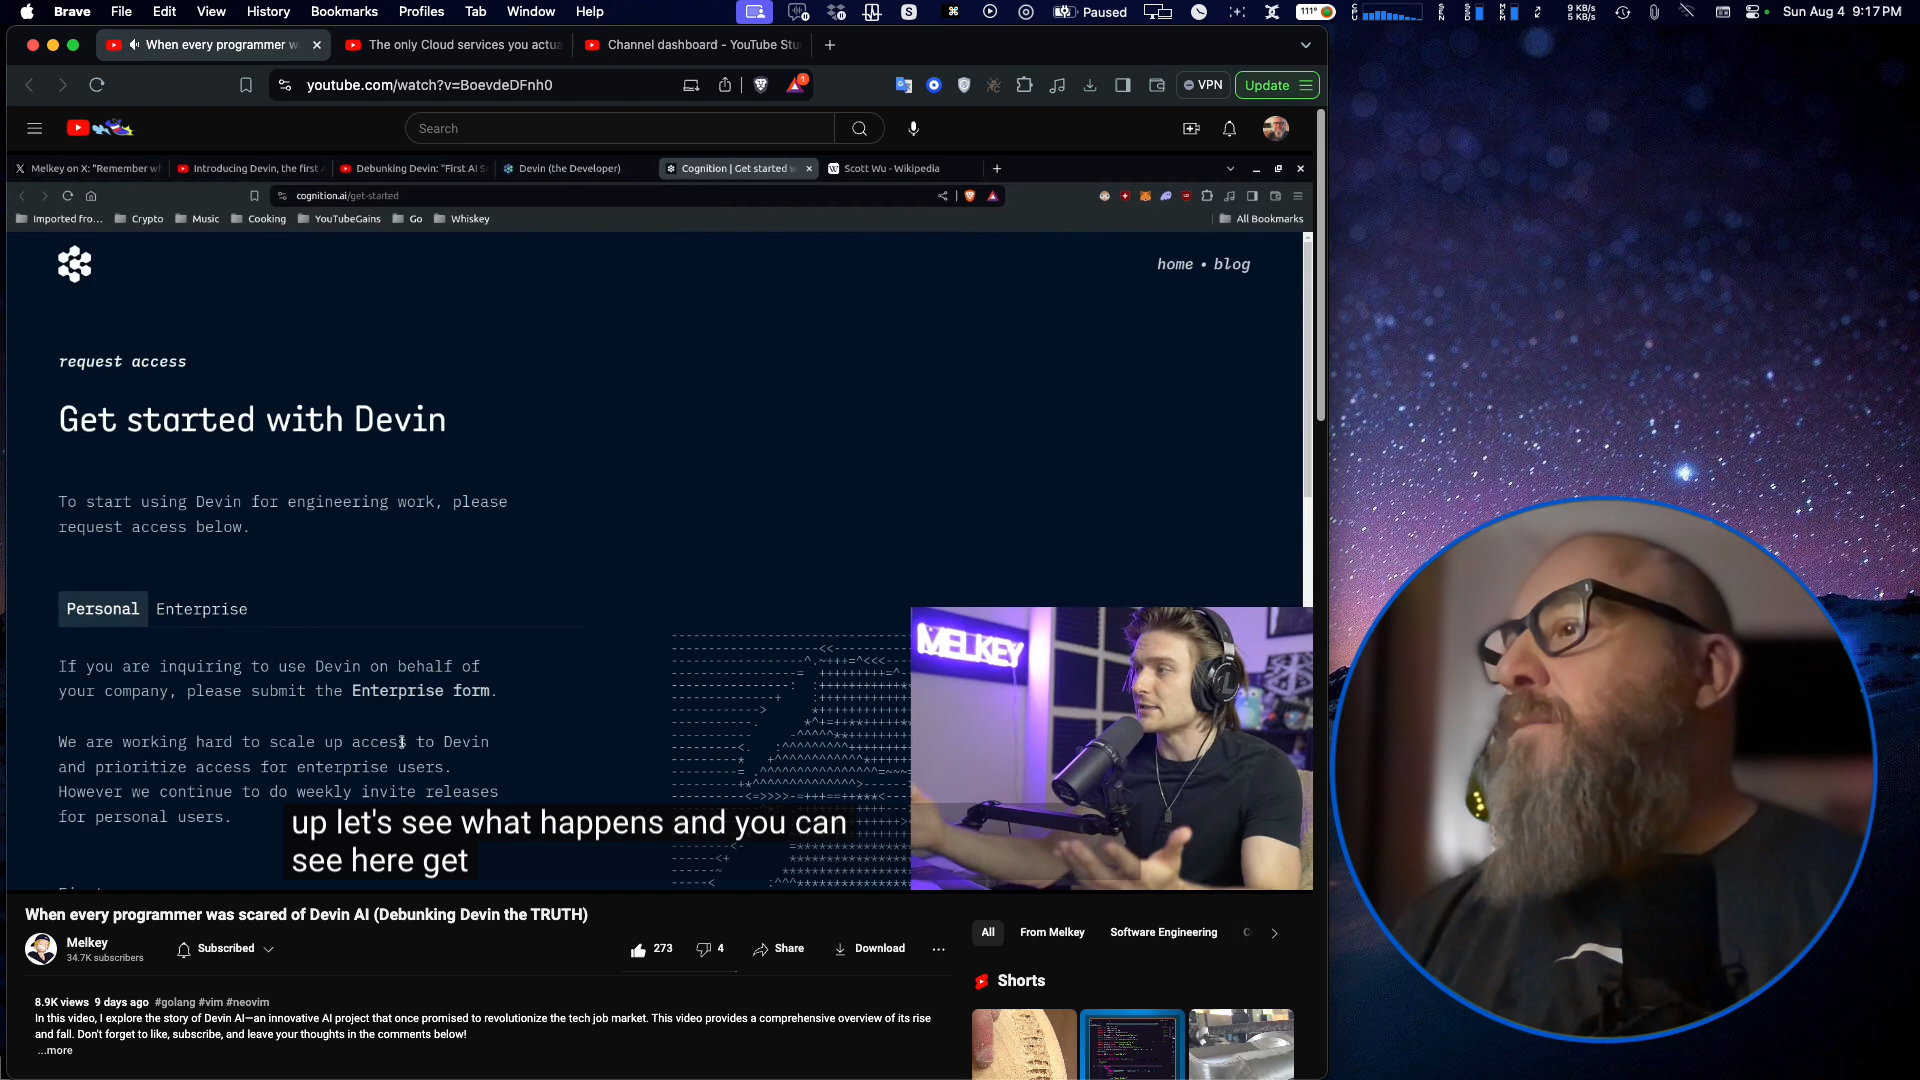 Brave File Edit View History Bookmarks Profiles Tab Window Help
Paused
111°
9 KB/s
5 KB/s
Sun Aug 4 9:17 PM
When every programmer w
The only Cloud services you actua
Channel dashboard - YouTube Stu
youtube.com/watch?v=BoevdeDFnh0
1
VPN
Update
Search
Melkey on X: "Remember wh
Introducing Devin, the first
Debunking Devin: "First AI S
Devin (the Developer)
Cognition | Get started w
Scott Wu - Wikipedia
cognition.ai/get-started
Imported fro... Crypto Music Cooking YouTubeGains Go Whiskey
All Bookmarks
home • blog
request access
Get started with Devin
To start using Devin for engineering work, please
request access below.
Personal Enterprise
If you are inquiring to use Devin on behalf of
your company, please submit the Enterprise form.
We are working hard to scale up access to Devin
and prioritize access for enterprise users.
However we continue to do weekly invite releases
for personal users.
MELKEY
up let's see what happens and you can
see here get
When every programmer was scared of Devin AI (Debunking Devin the TRUTH)
Melkey
34.7K subscribers
Subscribed
273
4
Share
Download
8.9K views 9 days ago #golang #vim #neovim
In this video, I explore the story of Devin AI—an innovative AI project that once promised to revolutionize the tech job market. This video provides a comprehensive overview of its rise
and fall. Don't forget to like, subscribe, and leave your thoughts in the comments below!
...more
All
From Melkey
Software Engineering
Shorts